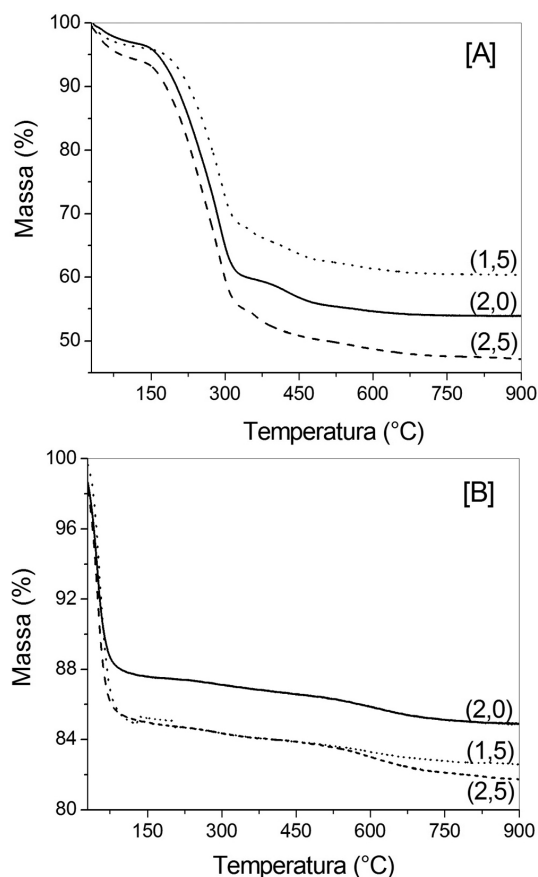 100
[A]
90
80
Massa (%)
70
(1,5)
60
(2,0)
50
(2,5)
150 300 450 600 750 900
Temperatura (°C)
100
[B]
96
92
Massa (%)
88
(2,0)
84
(1,5)
(2,5)
80
150 300 450 600 750 900
Temperatura (°C)